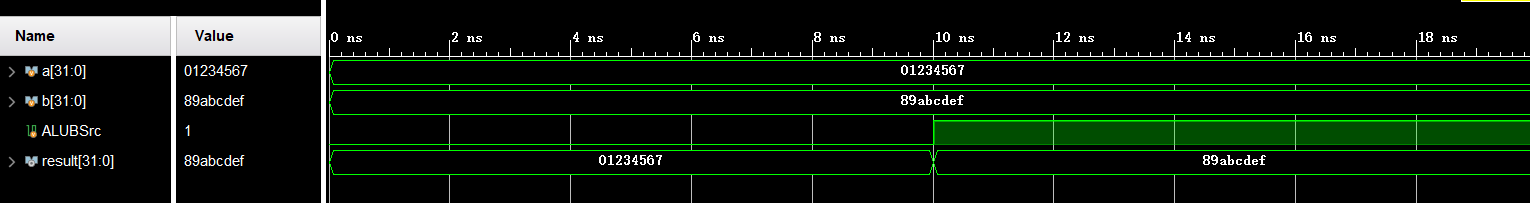 Name Value 0 ns 2 ns 4 ns 6 ns 8 ns 10 ns 12 ns 14 ns 16 ns 18 ns
a[31:0] 01234567 01234567
b[31:0] 89abcdef 89abcdef
ALUBSrc 1
result[31:0] 89abcdef 01234567 89abcdef